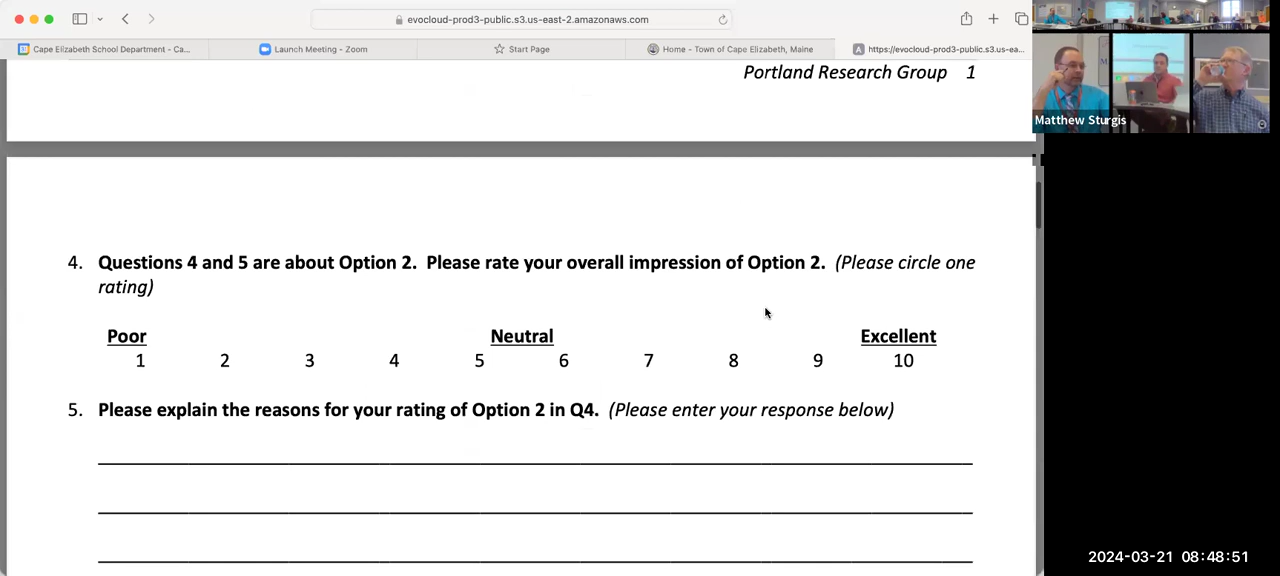 evocloud-prod3-public.s3.us-east-2.amazonaws.com
Cape Elizabeth School Department - Ca...
Launch Meeting - Zoom
Start Page
Home - Town of Cape Elizabeth, Maine
https://evocloud-prod3-public.s3.us-ea...
Portland Research Group 1
Matthew Sturgis
4. Questions 4 and 5 are about Option 2. Please rate your overall impression of Option 2. (Please circle one
rating)
Poor Neutral Excellent
1 2 3 4 5 6 7 8 9 10
5. Please explain the reasons for your rating of Option 2 in Q4. (Please enter your response below)
2024-03-21 08:48:51